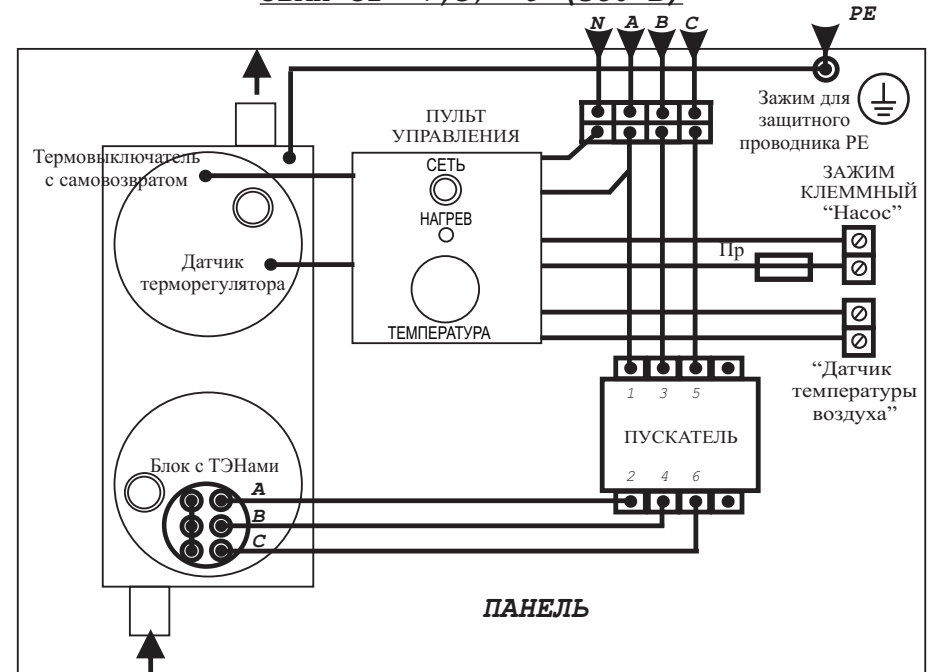 PE
N A B C
Зажим для
защитного
проводника PE
ПУЛЬТ
УПРАВЛЕНИЯ
Термовыключатель
с самовозвратом
СЕТЬ
ЗАЖИМ
КЛЕММНЫЙ
“Насос”
НАГРЕВ
Пр
Датчик
терморегулятора
ТЕМПЕРАТУРА
“Датчик
температуры
воздуха”
1 3 5
ПУСКАТЕЛЬ
2 4 6
Блок с ТЭНами
A
B
C
ПАНЕЛЬ